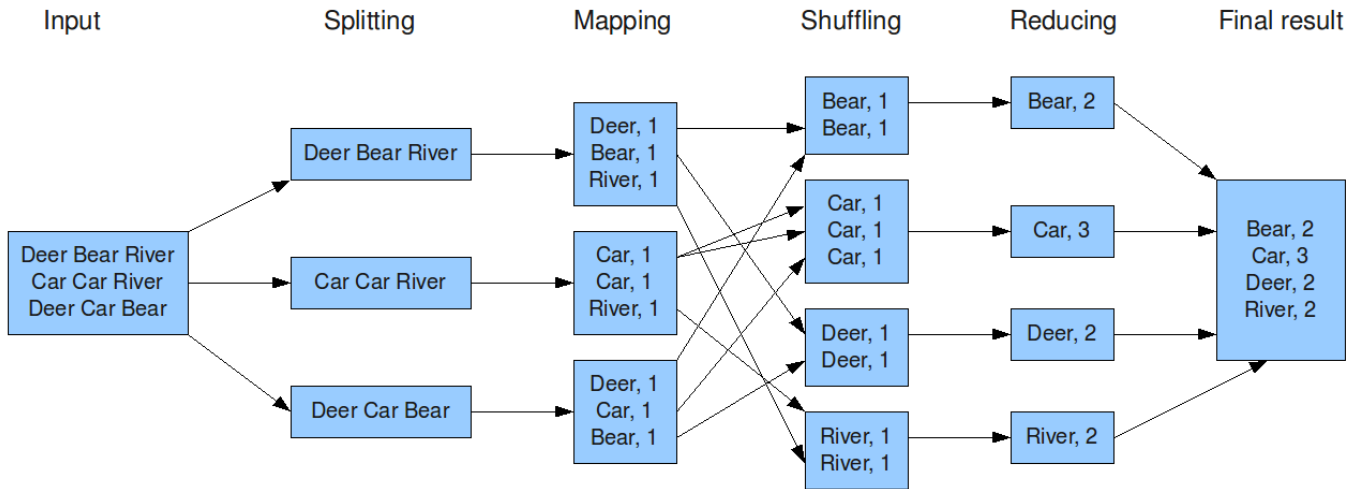 Input
Splitting
Mapping
Shuffling
Reducing
Final result
Deer Bear River
Car Car River
Deer Car Bear
Deer Bear River
Car Car River
Deer Car Bear
Deer, 1
Bear, 1
River, 1
Car, 1
Car, 1
River, 1
Deer, 1
Car, 1
Bear, 1
Bear, 1
Bear, 1
Car, 1
Car, 1
Car, 1
Deer, 1
Deer, 1
River, 1
River, 1
Bear, 2
Car, 3
Deer, 2
River, 2
Bear, 2
Car, 3
Deer, 2
River, 2